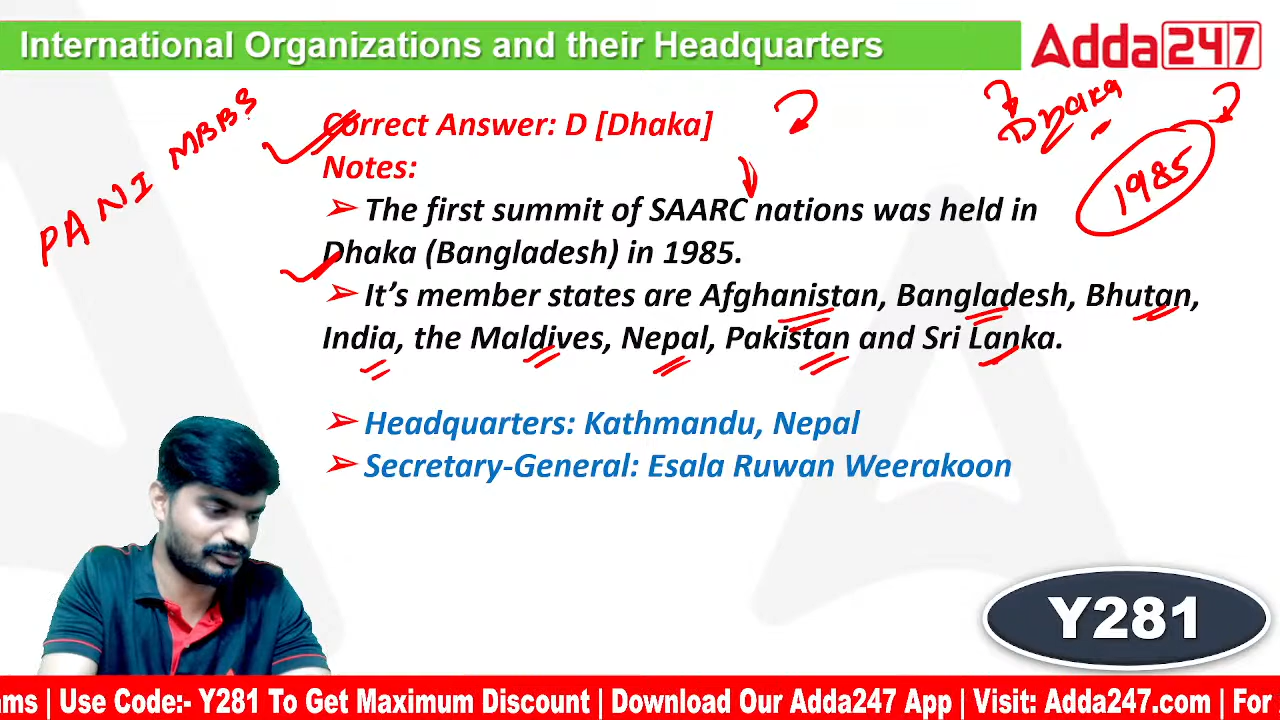 International Organizations and their Headquarters
Adda247
PANI MBBS
Dhaka
1985
Correct Answer: D [Dhaka]
Notes:
➢ The first summit of SAARC nations was held in
Dhaka (Bangladesh) in 1985.
➢ It's member states are Afghanistan, Bangladesh, Bhutan,
India, the Maldives, Nepal, Pakistan and Sri Lanka.
➢ Headquarters: Kathmandu, Nepal
➢ Secretary-General: Esala Ruwan Weerakoon
Y281
ams | Use Code:- Y281 To Get Maximum Discount | Download Our Adda247 App | Visit: Adda247.com | For